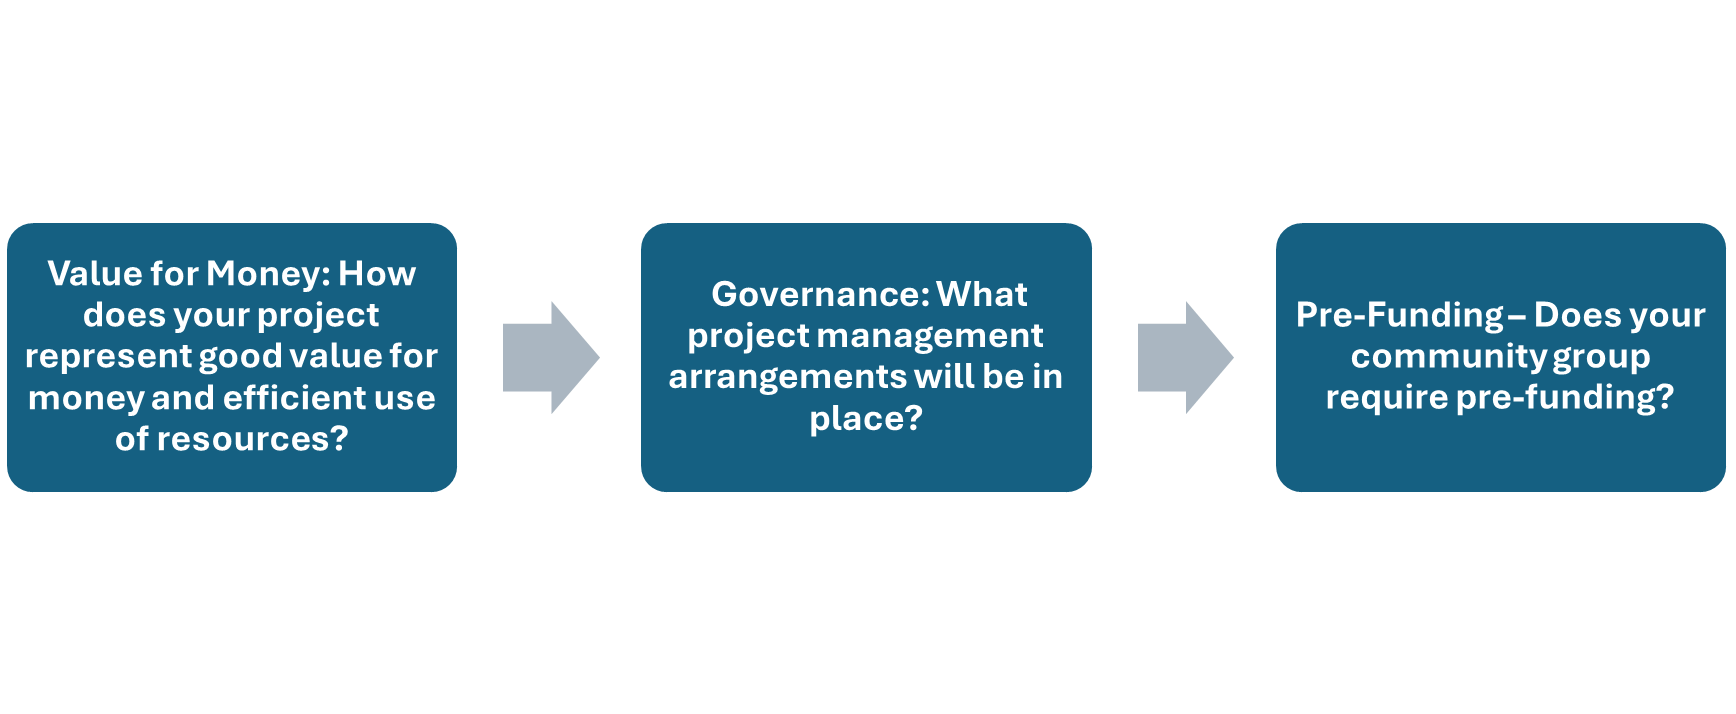 Value for Money: How
does your project
represent good value for
money and efficient use
of resources?
Governance: What
project management
arrangements will be in
place?
Pre-Funding – Does your
community group
require pre-funding?